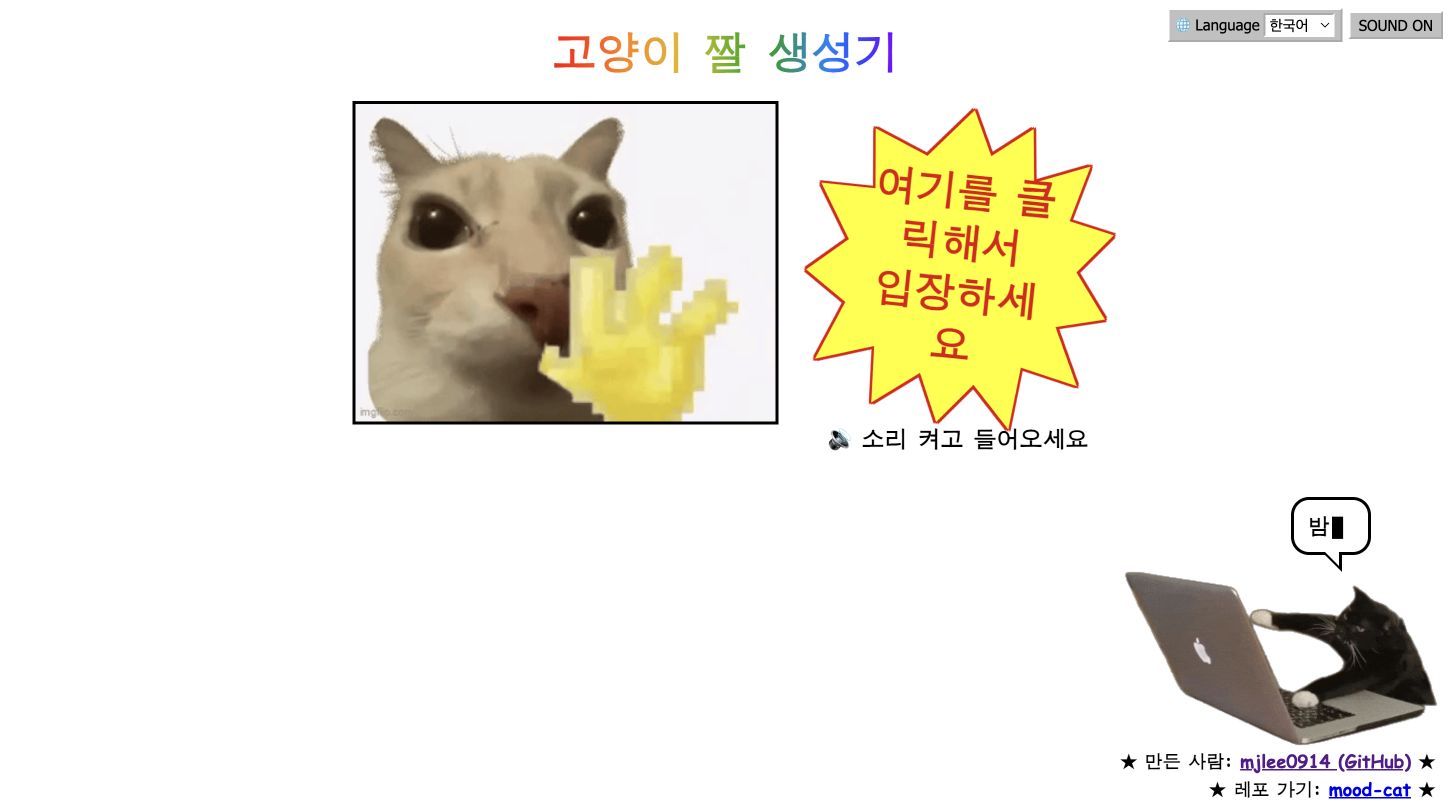 🌐 Language 한국어 SOUND ON
고양이 짤 생성기
여기를 클
릭해서
입장하세
요
imgflip.com
🔊 소리 켜고 들어오세요
밤
★ 만든 사람: mjlee0914 (GitHub) ★
★ 레포 가기: mood-cat ★